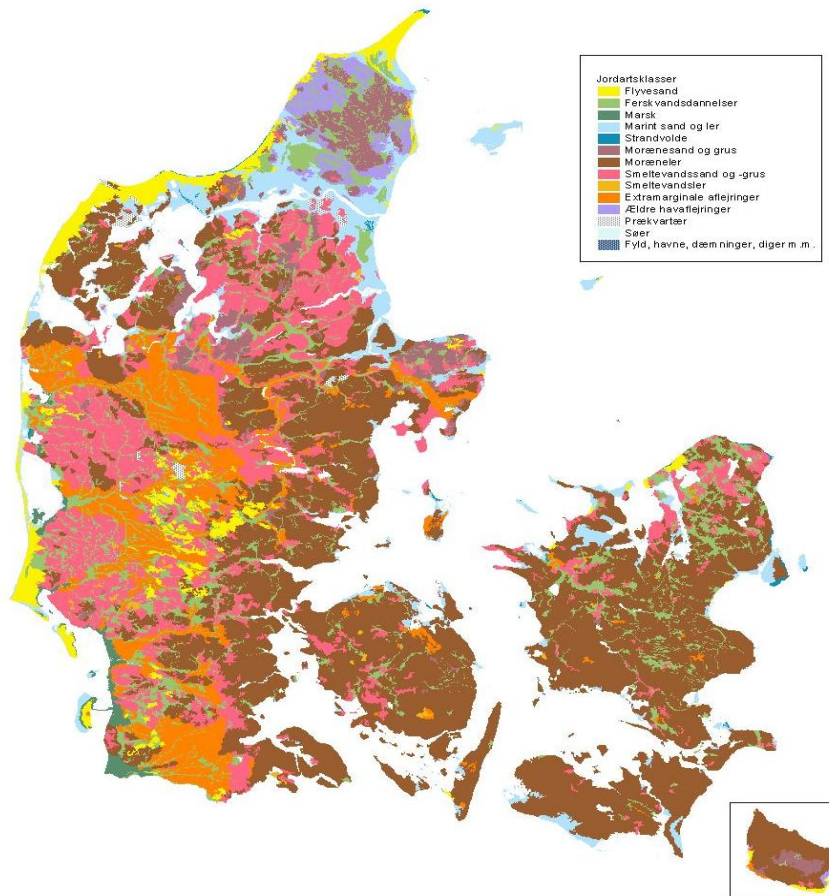 Jordartsklasser
Flyvesand
Ferskvandsdannelser
Marsk
Marint sand og ler
Strandvolde
Morænesand og grus
Moræneler
Smeltevandssand og -grus
Smeltevandsler
Extramarginale aflejringer
Ældre havaflejringer
Prækvartær
Søer
Fyld, havne, dæmninger, diger m.m.